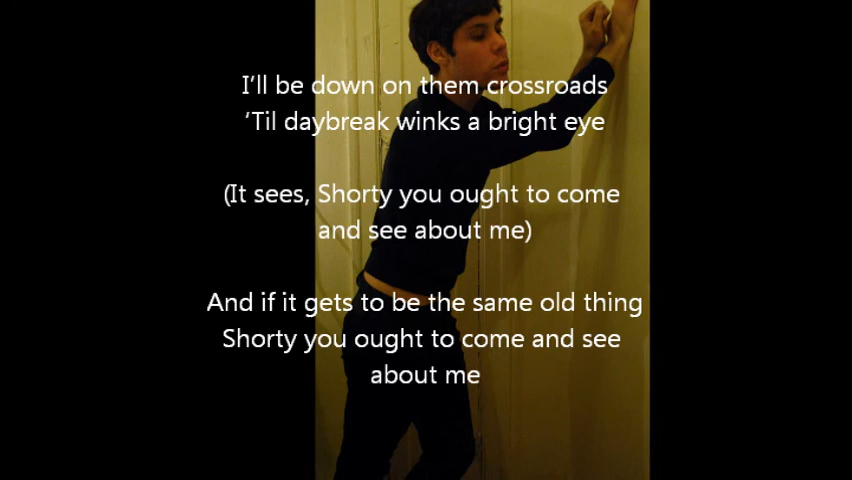 I’ll be down on them crossroads
‘Til daybreak winks a bright eye
(It sees, Shorty you ought to come
and see about me)
And if it gets to be the same old thing
Shorty you ought to come and see
about me